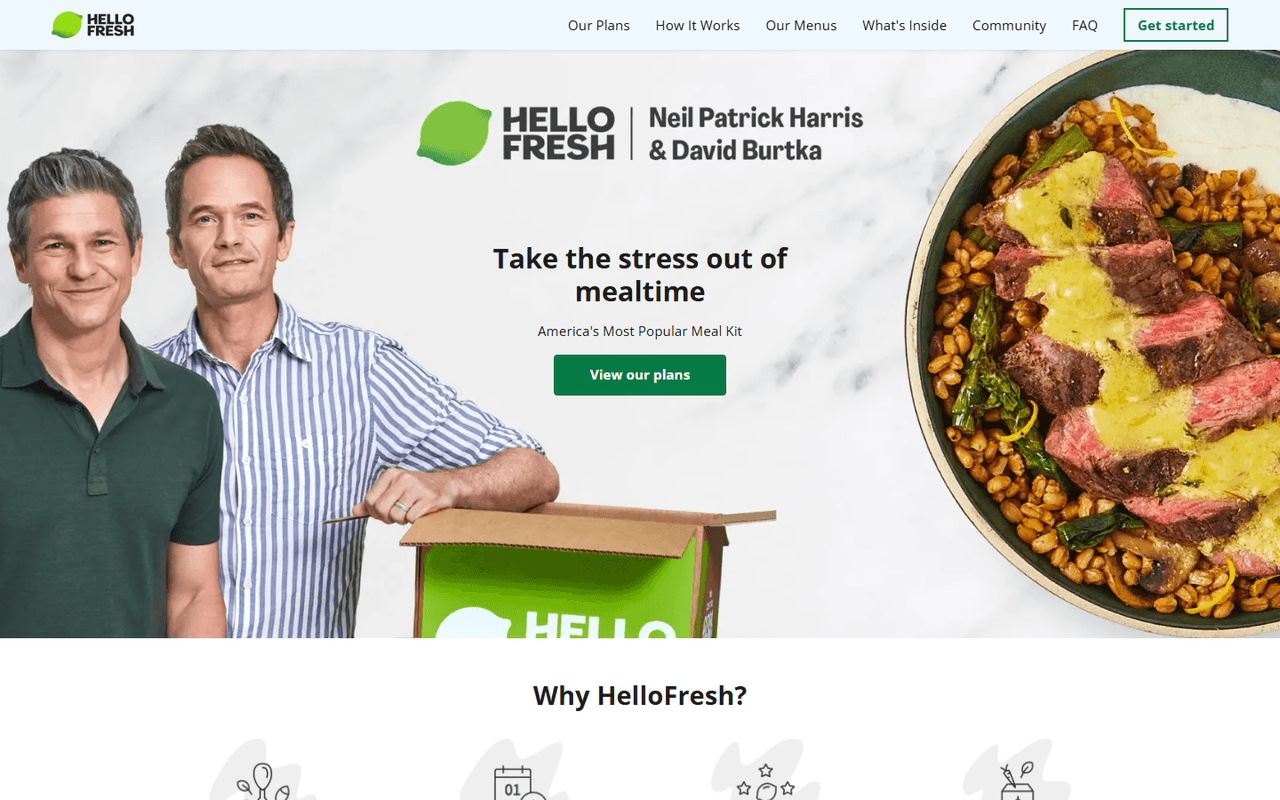 HELLO
FRESH
Our Plans
How It Works
Our Menus
What's Inside
Community
FAQ
Get started
HELLO
FRESH
Neil Patrick Harris
& David Burtka
Take the stress out of
mealtime
America's Most Popular Meal Kit
View our plans
HELLO
Why HelloFresh?
01